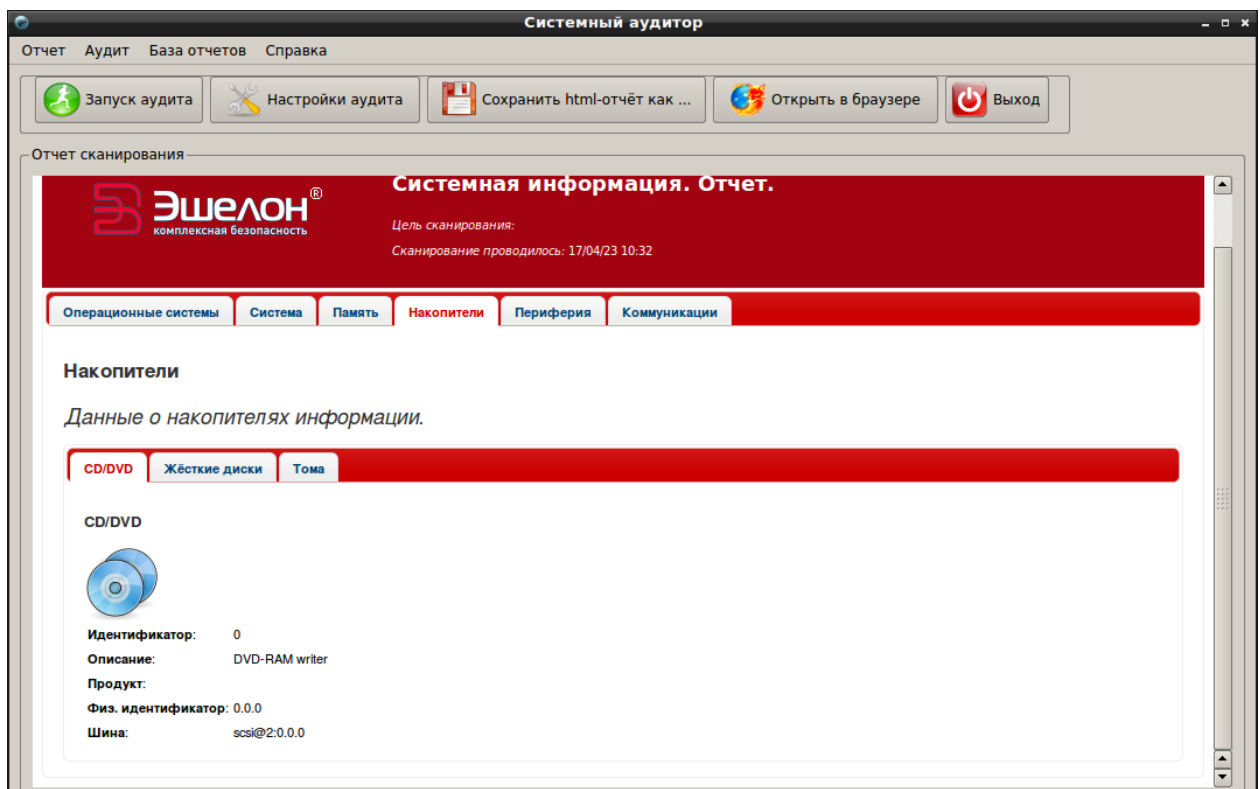 Системный аудитор
Отчет Аудит База отчетов Справка
Запуск аудита Настройки аудита Сохранить html-отчёт как ... Открыть в браузере Выход
Отчет сканирования
Эшелон®
комплексная безопасность
Системная информация. Отчет.
Цель сканирования:
Сканирование проводилось: 17/04/23 10:32
Операционные системы Система Память Накопители Периферия Коммуникации
Накопители
Данные о накопителях информации.
CD/DVD Жёсткие диски Тома
CD/DVD
Идентификатор: 0
Описание: DVD-RAM writer
Продукт:
Физ. идентификатор: 0.0.0
Шина: scsi@2:0.0.0